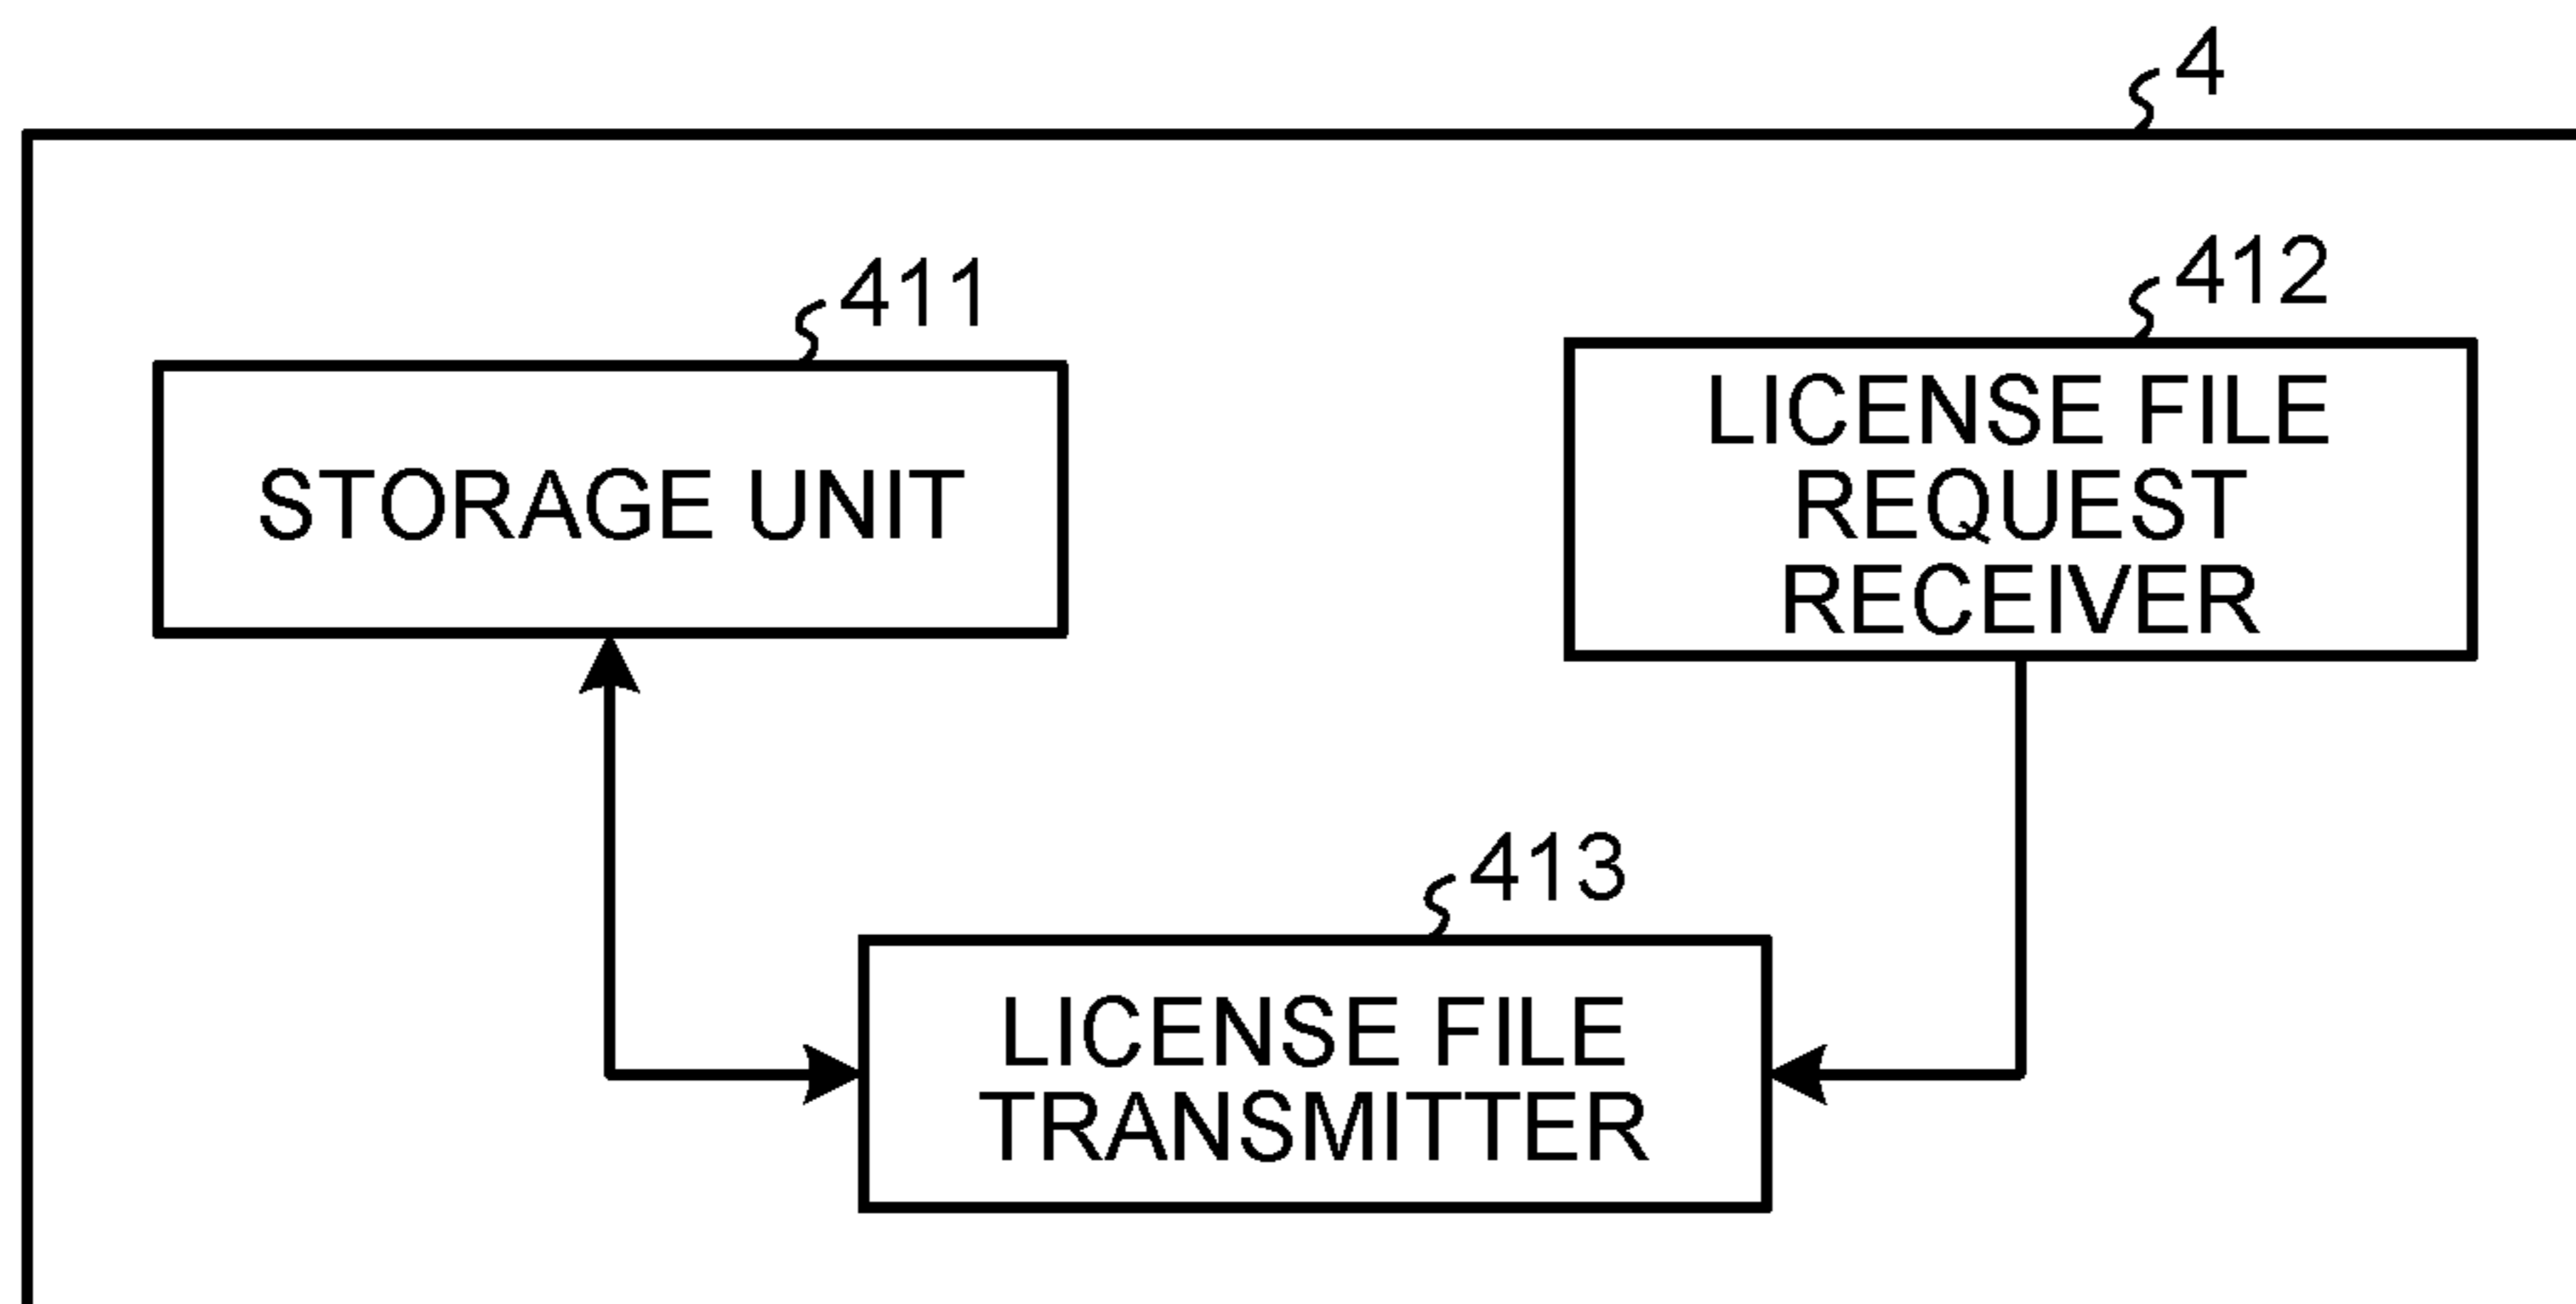 4
411
412
STORAGE UNIT
LICENSE FILE
REQUEST
RECEIVER
413
LICENSE FILE
TRANSMITTER